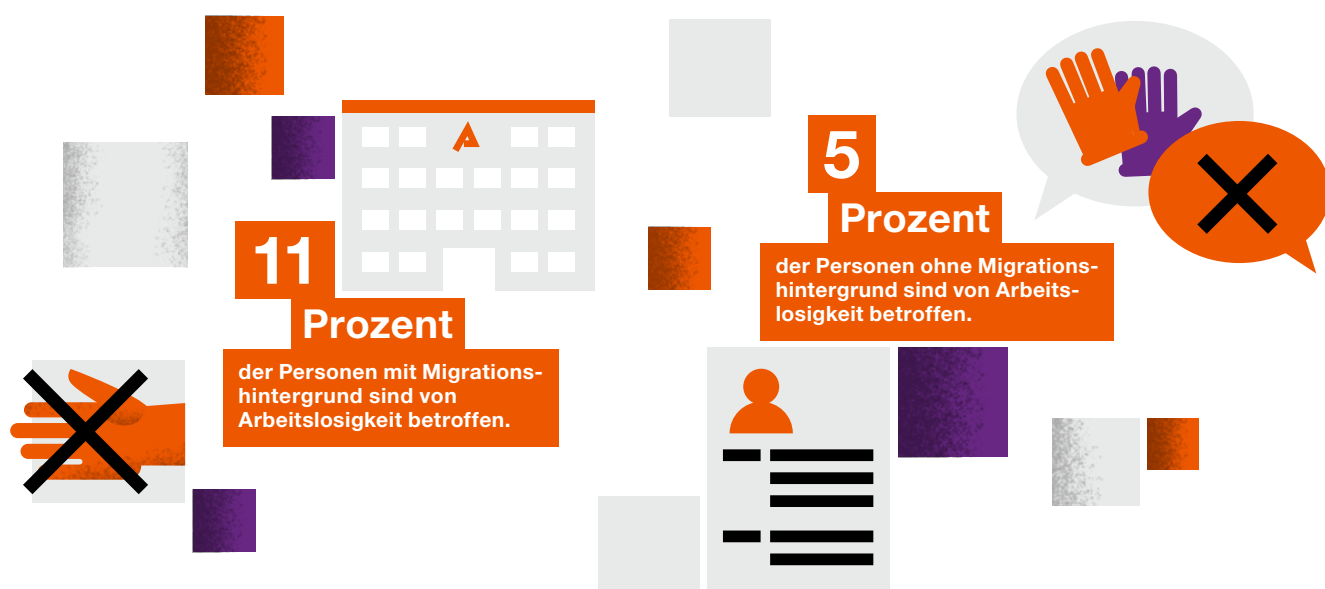 11
Prozent
der Personen mit Migrations-
hintergrund sind von
Arbeitslosigkeit betroffen.
5
Prozent
der Personen ohne Migrations-
hintergrund sind von Arbeits-
losigkeit betroffen.